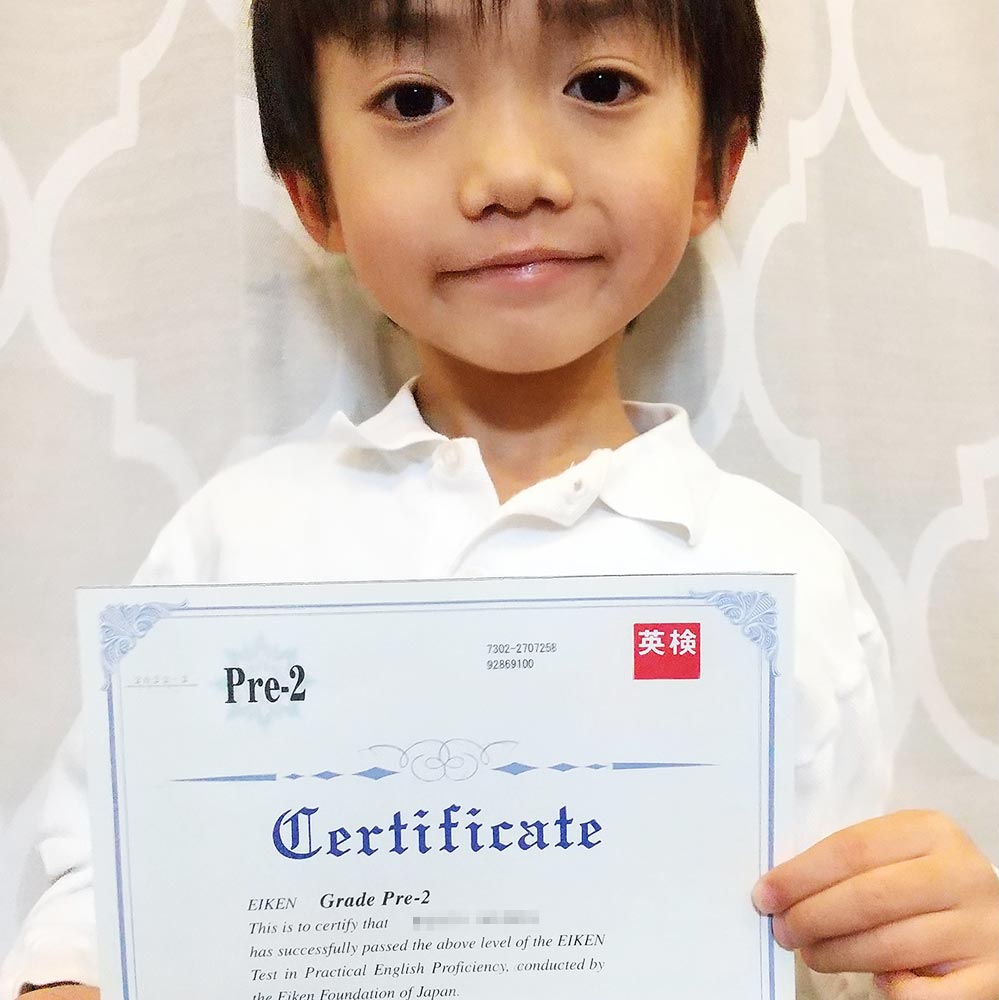 7302-2707258
92869100
英検
Pre-2
Certificate
EIKEN Grade Pre-2
This is to certify that
has successfully passed the above level of the EIKEN
Test in Practical English Proficiency, conducted by
the Eiken Foundation of Japan.